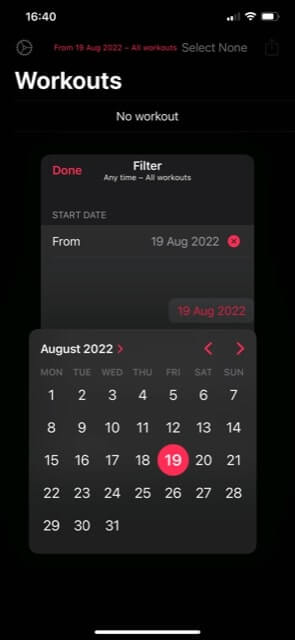 16:40
From 19 Aug 2022 – All workouts Select None
Workouts
No workout
Done Filter
Any time – All workouts
START DATE
From 19 Aug 2022
19 Aug 2022
August 2022
MON TUE WED THU FRI SAT SUN
1 2 3 4 5 6 7
8 9 10 11 12 13 14
15 16 17 18 19 20 21
22 23 24 25 26 27 28
29 30 31